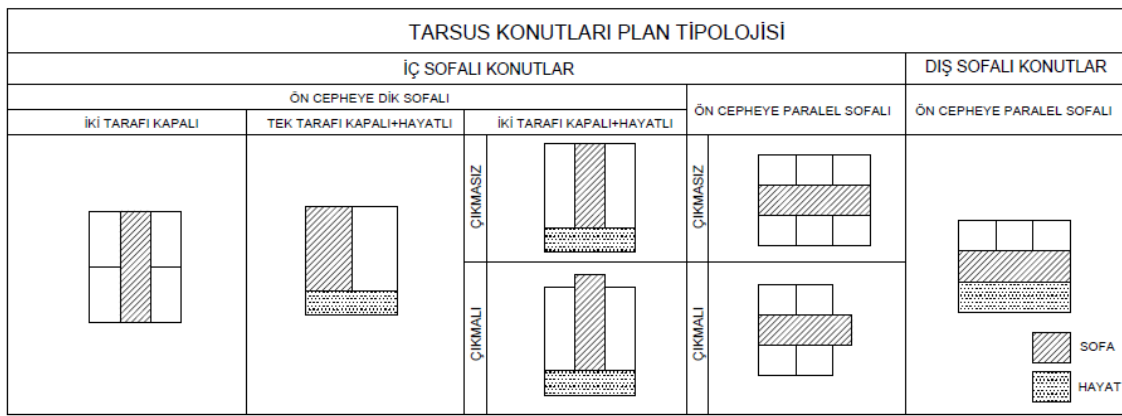 TARSUS KONUTLARI PLAN TİPOLOJİSİ
İÇ SOFALI KONUTLAR
DIŞ SOFALI KONUTLAR
ÖN CEPHEYE DİK SOFALI
ÖN CEPHEYE PARALEL SOFALI
ÖN CEPHEYE PARALEL SOFALI
İKİ TARAFI KAPALI
TEK TARAFI KAPALI+HAYATLI
İKİ TARAFI KAPALI+HAYATLI
ÇIKMASIZ
ÇIKMASIZ
ÇIKMALI
ÇIKMALI
SOFA
HAYAT